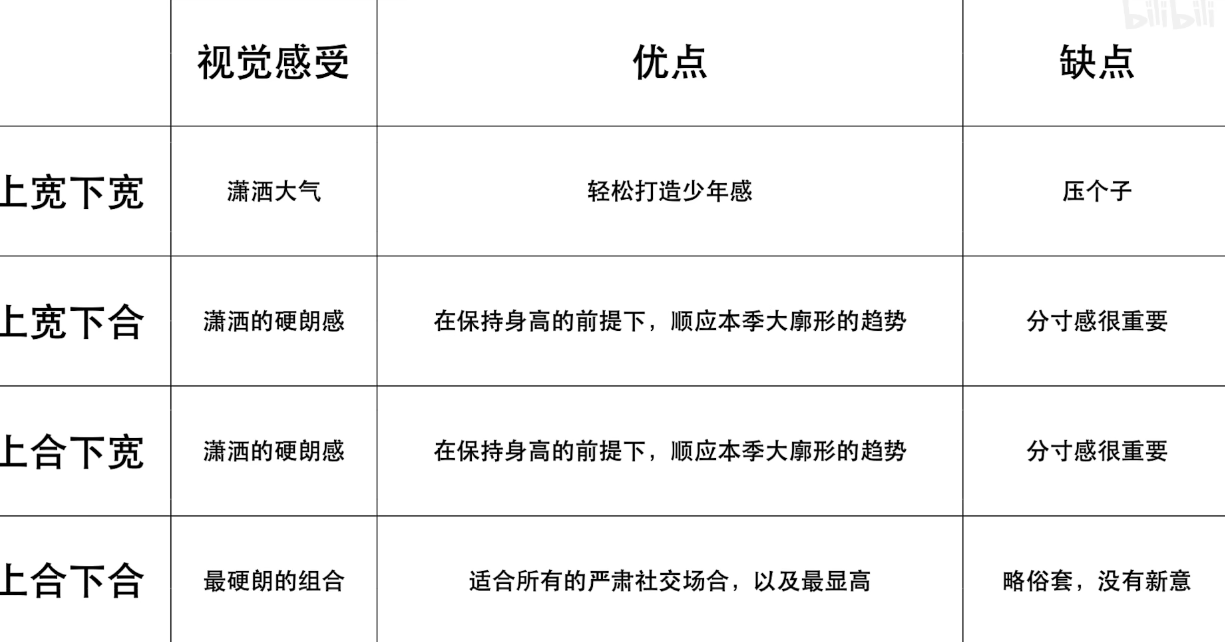 bilibili
视觉感受 优点 缺点
上宽下宽 潇洒大气 轻松打造少年感 压个子
上宽下合 潇洒的硬朗感 在保持身高的前提下，顺应本季大廓形的趋势 分寸感很重要
上合下宽 潇洒的硬朗感 在保持身高的前提下，顺应本季大廓形的趋势 分寸感很重要
上合下合 最硬朗的组合 适合所有的严肃社交场合，以及最显高 略俗套，没有新意